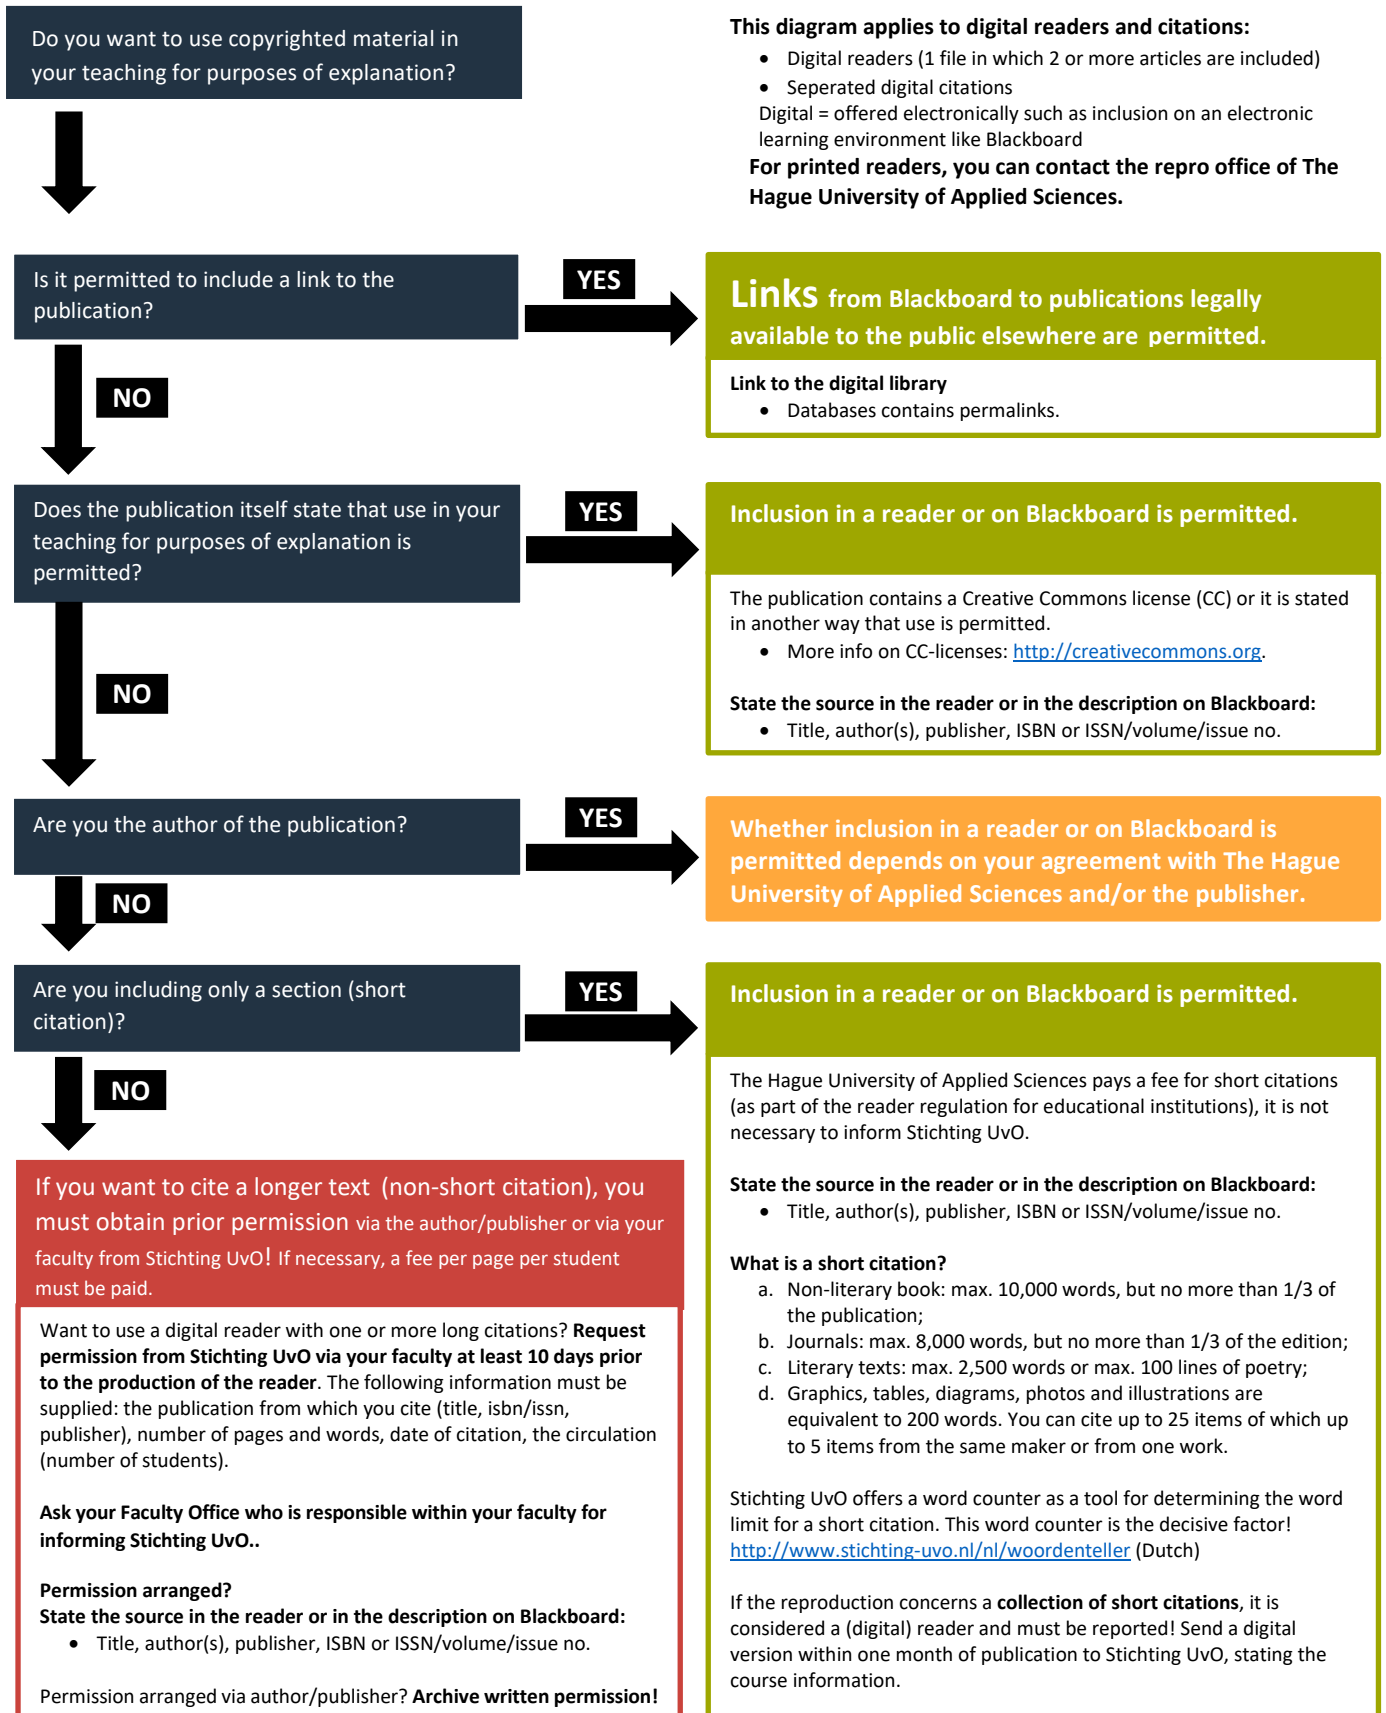 Do you want to use copyrighted material in
your teaching for purposes of explanation?
This diagram applies to digital readers and citations:
• Digital readers (1 file in which 2 or more articles are included)
• Seperated digital citations
Digital = offered electronically such as inclusion on an electronic
learning environment like Blackboard
For printed readers, you can contact the repro office of The
Hague University of Applied Sciences.
Is it permitted to include a link to the
publication?
YES
Links from Blackboard to publications legally
available to the public elsewhere are permitted.
Link to the digital library
• Databases contains permalinks.
NO
Does the publication itself state that use in your
teaching for purposes of explanation is
permitted?
YES
Inclusion in a reader or on Blackboard is permitted.
The publication contains a Creative Commons license (CC) or it is stated
in another way that use is permitted.
• More info on CC-licenses: http://creativecommons.org.
State the source in the reader or in the description on Blackboard:
• Title, author(s), publisher, ISBN or ISSN/volume/issue no.
NO
Are you the author of the publication?
YES
Whether inclusion in a reader or on Blackboard is
permitted depends on your agreement with The Hague
University of Applied Sciences and/or the publisher.
NO
Are you including only a section (short
citation)?
YES
Inclusion in a reader or on Blackboard is permitted.
The Hague University of Applied Sciences pays a fee for short citations
(as part of the reader regulation for educational institutions), it is not
necessary to inform Stichting UvO.
State the source in the reader or in the description on Blackboard:
• Title, author(s), publisher, ISBN or ISSN/volume/issue no.
What is a short citation?
a. Non-literary book: max. 10,000 words, but no more than 1/3 of
the publication;
b. Journals: max. 8,000 words, but no more than 1/3 of the edition;
c. Literary texts: max. 2,500 words or max. 100 lines of poetry;
d. Graphics, tables, diagrams, photos and illustrations are
equivalent to 200 words. You can cite up to 25 items of which up
to 5 items from the same maker or from one work.
Stichting UvO offers a word counter as a tool for determining the word
limit for a short citation. This word counter is the decisive factor!
http://www.stichting-uvo.nl/nl/woordenteller (Dutch)
If the reproduction concerns a collection of short citations, it is
considered a (digital) reader and must be reported! Send a digital
version within one month of publication to Stichting UvO, stating the
course information.
NO
If you want to cite a longer text (non-short citation), you
must obtain prior permission via the author/publisher or via your
faculty from Stichting UvO! If necessary, a fee per page per student
must be paid.
Want to use a digital reader with one or more long citations? Request
permission from Stichting UvO via your faculty at least 10 days prior
to the production of the reader. The following information must be
supplied: the publication from which you cite (title, isbn/issn,
publisher), number of pages and words, date of citation, the circulation
(number of students).
Ask your Faculty Office who is responsible within your faculty for
informing Stichting UvO..
Permission arranged?
State the source in the reader or in the description on Blackboard:
• Title, author(s), publisher, ISBN or ISSN/volume/issue no.
Permission arranged via author/publisher? Archive written permission!